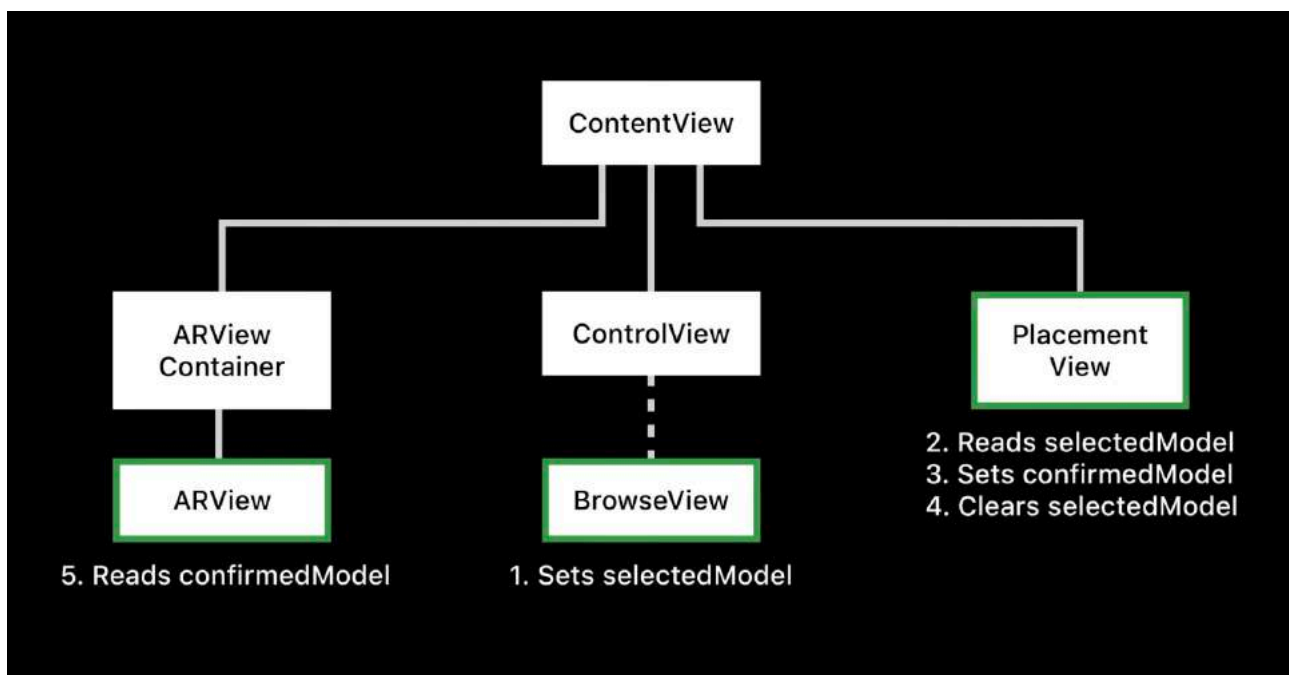 ContentView
ARView
Container
ControlView
Placement
View
ARView
BrowseView
2. Reads selectedModel
3. Sets confirmedModel
4. Clears selectedModel
5. Reads confirmedModel
1. Sets selectedModel